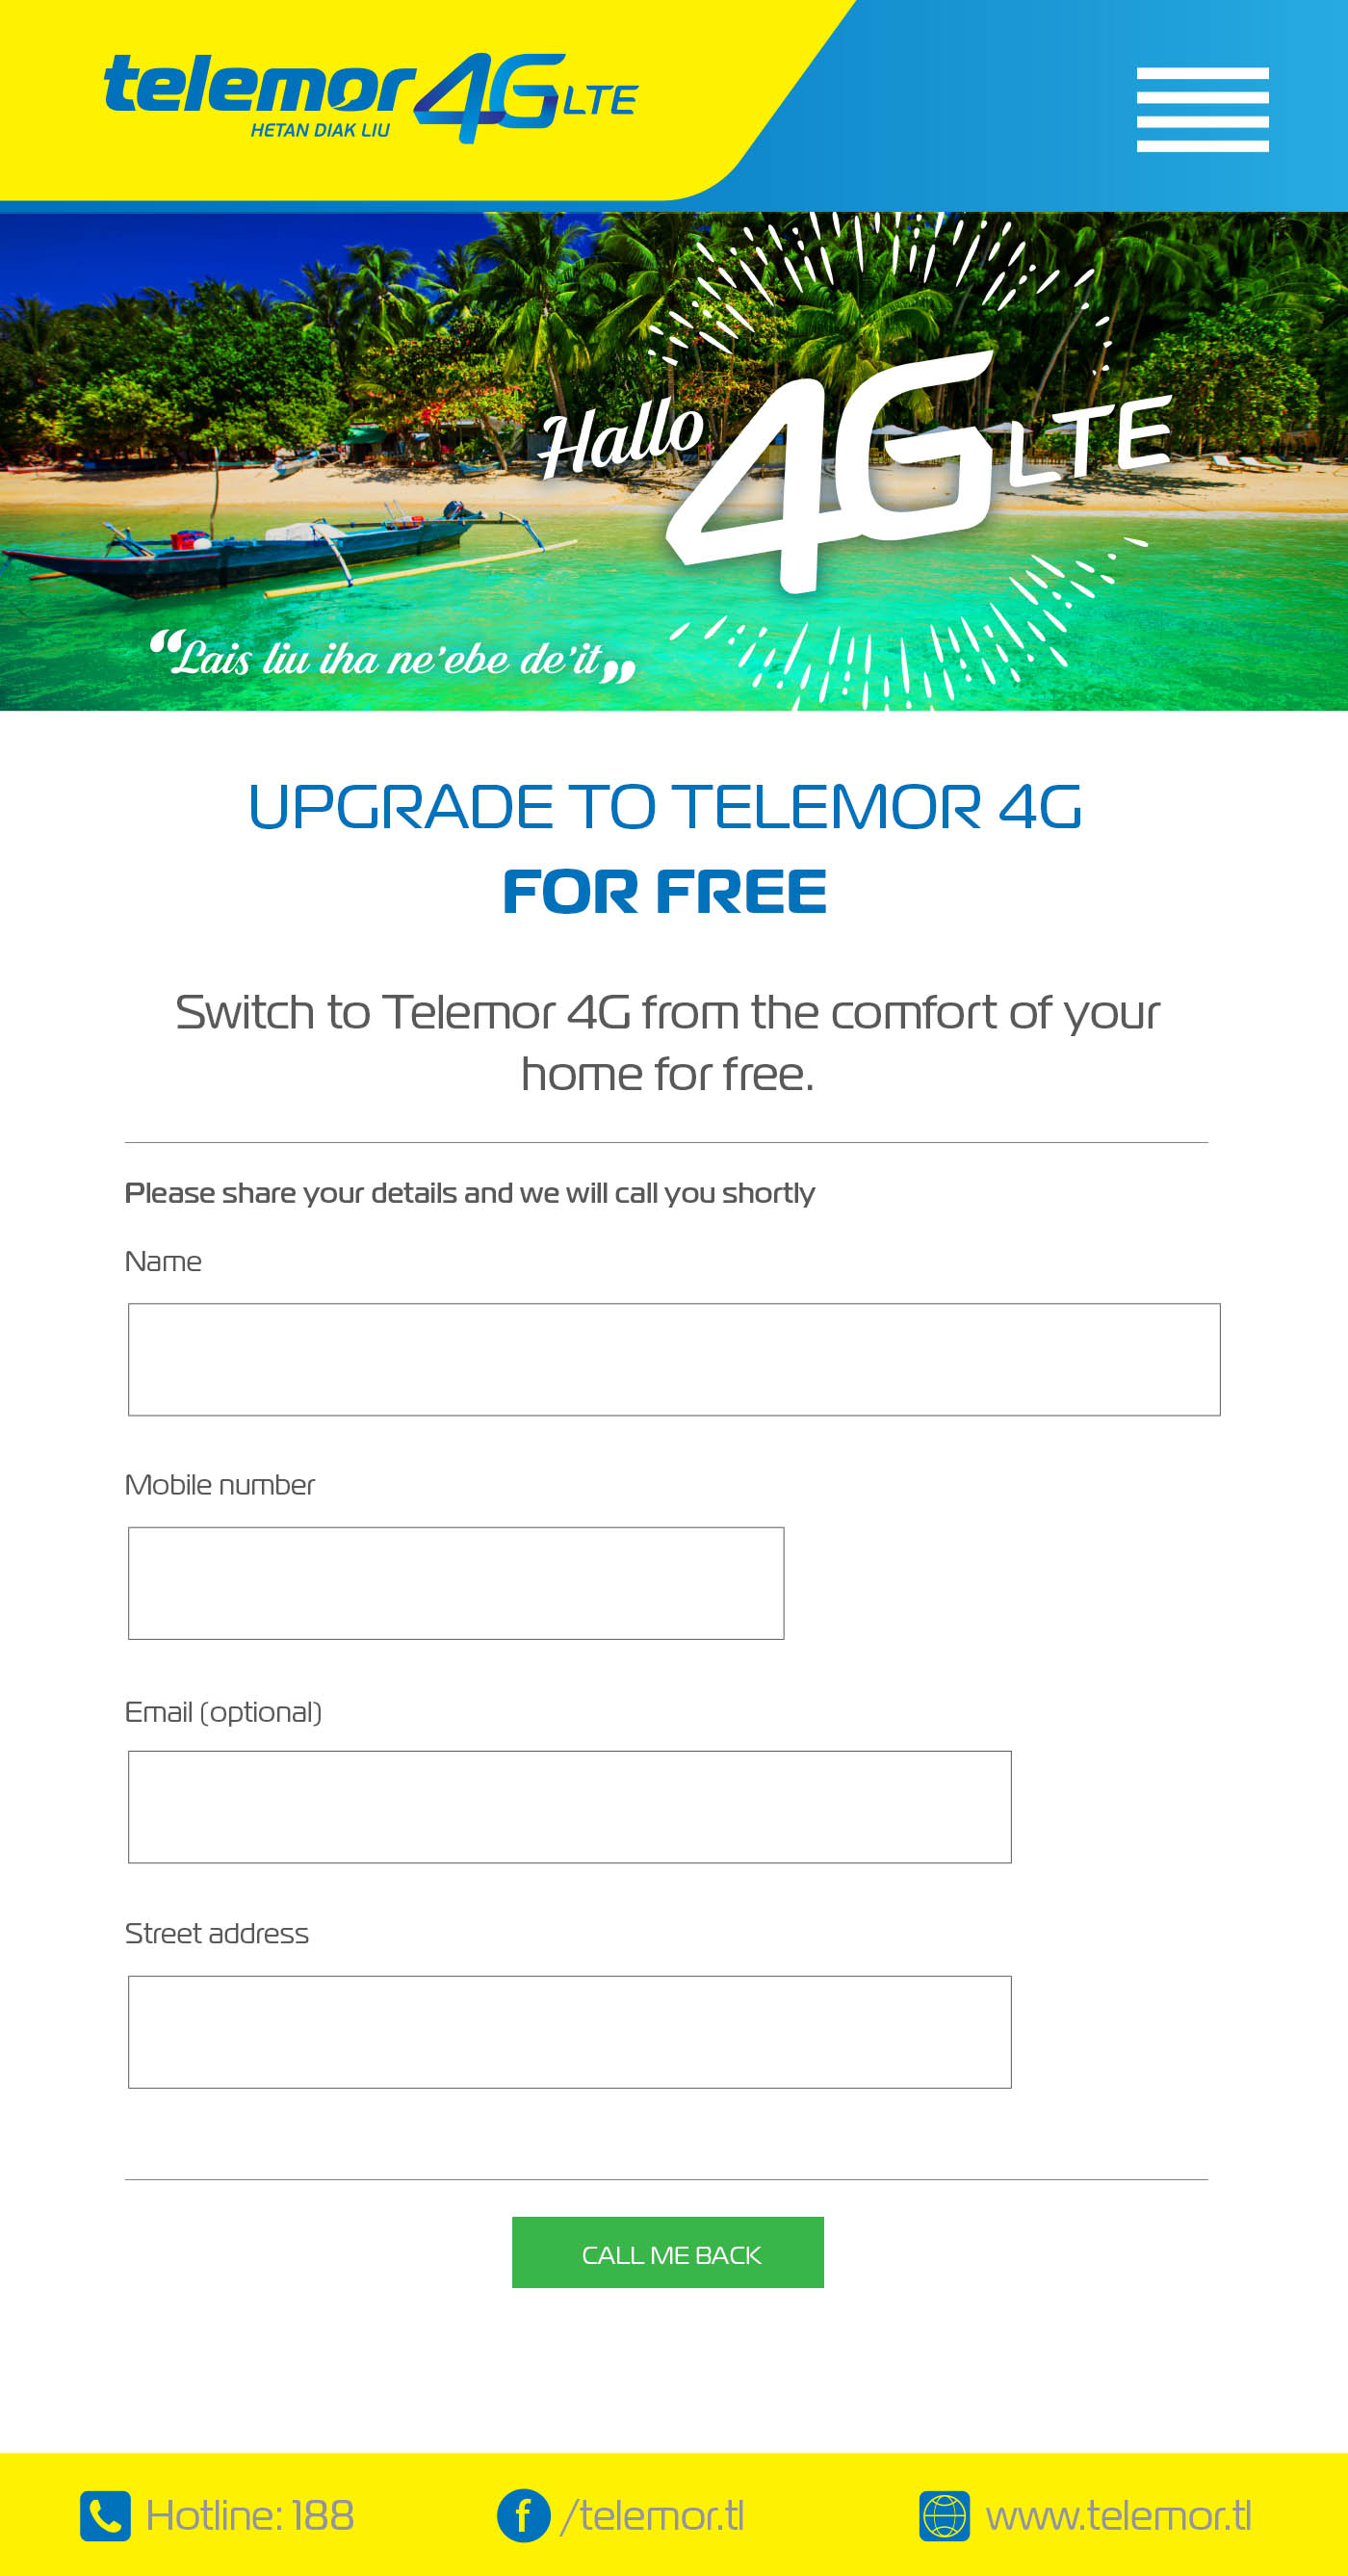 telemor 4G LTE
HETAN DIAK LIU
Hallo 4G LTE
“Lais liu iha ne’ebe de’it„
UPGRADE TO TELEMOR 4G
FOR FREE
Switch to Telemor 4G from the comfort of your
home for free.
Please share your details and we will call you shortly
Name
Mobile number
Email (optional)
Street address
CALL ME BACK
Hotline: 188
f /telemor.tl
www.telemor.tl